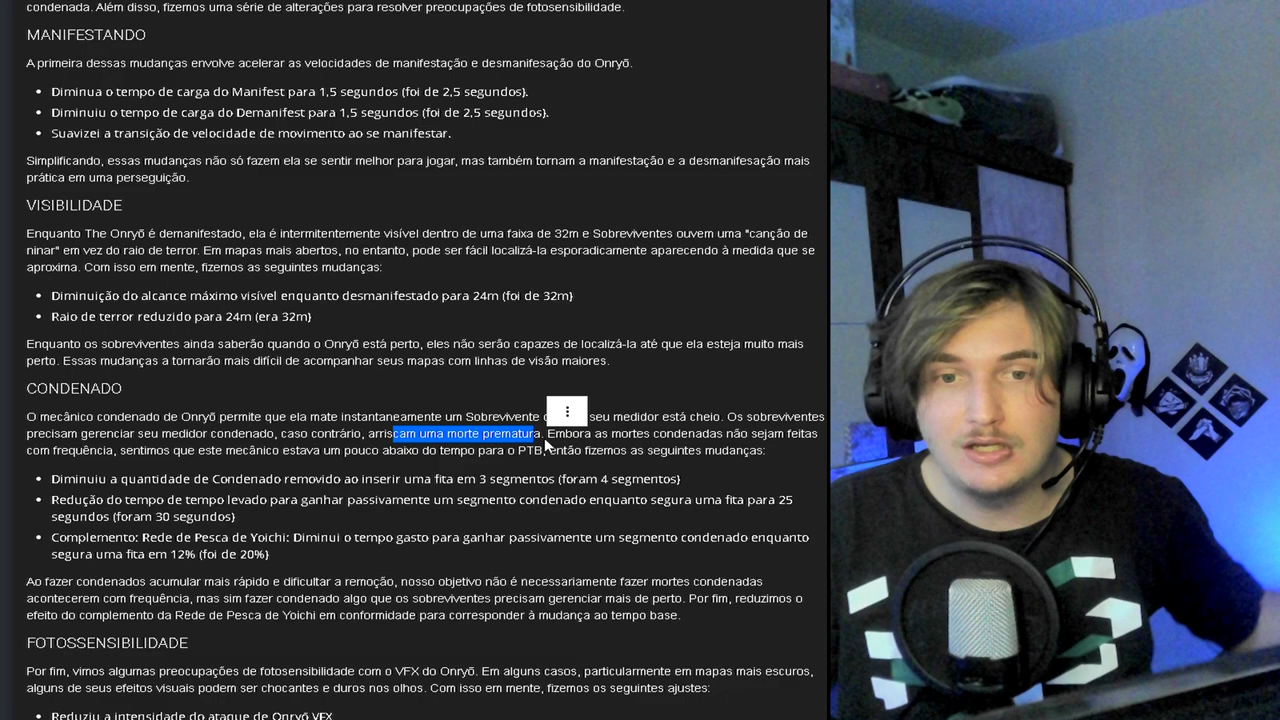 condenada. Além disso, fizemos uma série de alterações para resolver preocupações de fotosensibilidade.
MANIFESTANDO
A primeira dessas mudanças envolve acelerar as velocidades de manifestação e desmanifesação do Onryō.
• Diminua o tempo de carga do Manifest para 1,5 segundos (foi de 2,5 segundos).
• Diminuiu o tempo de carga do Demanifest para 1,5 segundos (foi de 2,5 segundos).
• Suavizei a transição de velocidade de movimento ao se manifestar.
Simplificando, essas mudanças não só fazem ela se sentir melhor para jogar, mas também tornam a manifestação e a desmanifesação mais
prática em uma perseguição.
VISIBILIDADE
Enquanto The Onryō é demanifestado, ela é intermitentemente visível dentro de uma faixa de 32m e Sobreviventes ouvem uma "canção de
ninar" em vez do raio de terror. Em mapas mais abertos, no entanto, pode ser fácil localizá-la esporadicamente aparecendo à medida que se
aproxima. Com isso em mente, fizemos as seguintes mudanças:
• Diminuição do alcance máximo visível enquanto desmanifestado para 24m (foi de 32m)
• Raio de terror reduzido para 24m (era 32m)
Enquanto os sobreviventes ainda saberão quando o Onryō está perto, eles não serão capazes de localizá-la até que ela esteja muito mais
perto. Essas mudanças a tornarão mais difícil de acompanhar seus mapas com linhas de visão maiores.
CONDENADO
O mecânico condenado de Onryō permite que ela mate instantaneamente um Sobrevivente seu medidor está cheio. Os sobreviventes
precisam gerenciar seu medidor condenado, caso contrário, arriscam uma morte prematura. Embora as mortes condenadas não sejam feitas
com frequência, sentimos que este mecânico estava um pouco abaixo do tempo para o PTB, então fizemos as seguintes mudanças:
• Diminuiu a quantidade de Condenado removido ao inserir uma fita em 3 segmentos (foram 4 segmentos)
• Redução do tempo de tempo levado para ganhar passivamente um segmento condenado enquanto segura uma fita para 25
segundos (foram 30 segundos)
• Complemento: Rede de Pesca de Yoichi: Diminui o tempo gasto para ganhar passivamente um segmento condenado enquanto
segura uma fita em 12% (foi de 20%)
Ao fazer condenados acumular mais rápido e dificultar a remoção, nosso objetivo não é necessariamente fazer mortes condenadas
acontecerem com frequência, mas sim fazer condenado algo que os sobreviventes precisam gerenciar mais de perto. Por fim, reduzimos o
efeito do complemento da Rede de Pesca de Yoichi em conformidade para corresponder à mudança ao tempo base.
FOTOSSENSIBILIDADE
Por fim, vimos algumas preocupações de fotosensibilidade com o VFX do Onryō. Em alguns casos, particularmente em mapas mais escuros,
alguns de seus efeitos visuais podem ser chocantes e duros nos olhos. Com isso em mente, fizemos os seguintes ajustes:
• Reduziu a intensidade do ataque de Onryō VFX